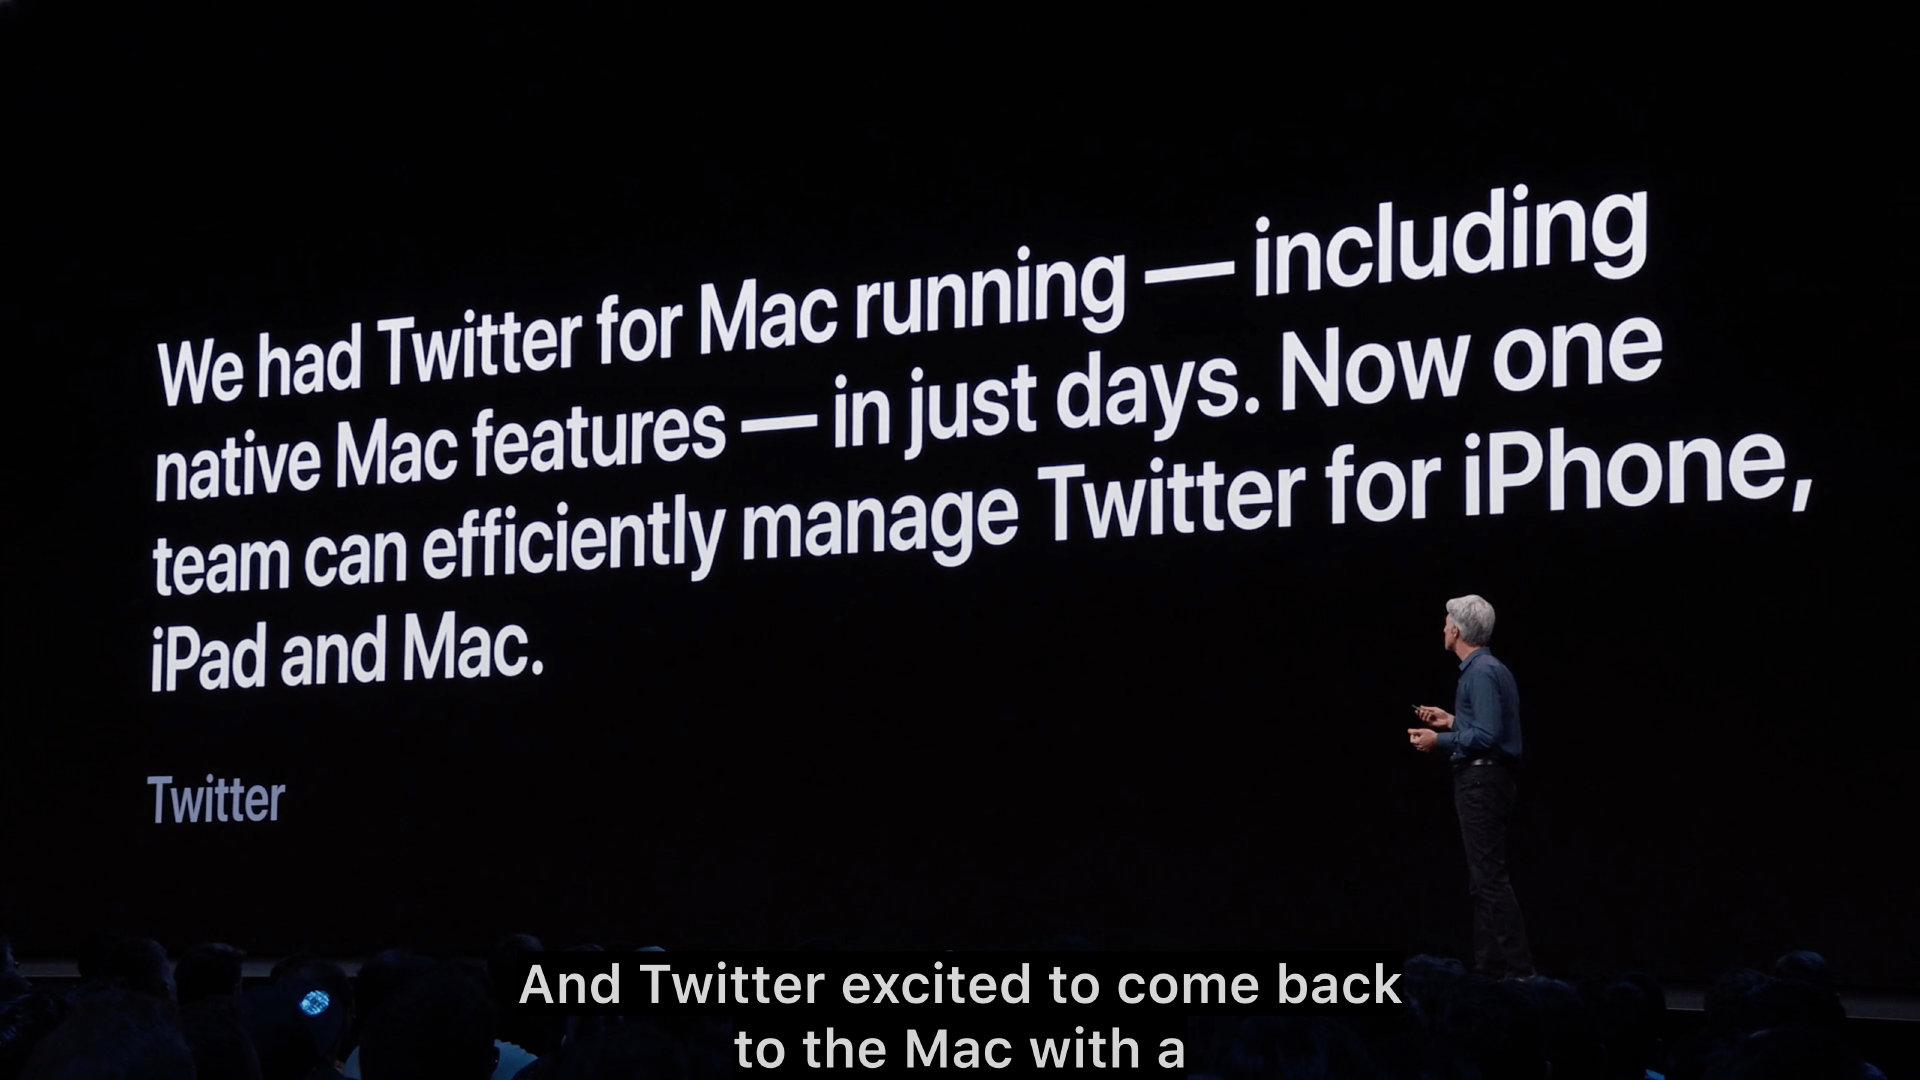 We had Twitter for Mac running — including
native Mac features — in just days. Now one
team can efficiently manage Twitter for iPhone,
iPad and Mac.
Twitter
And Twitter excited to come back
to the Mac with a